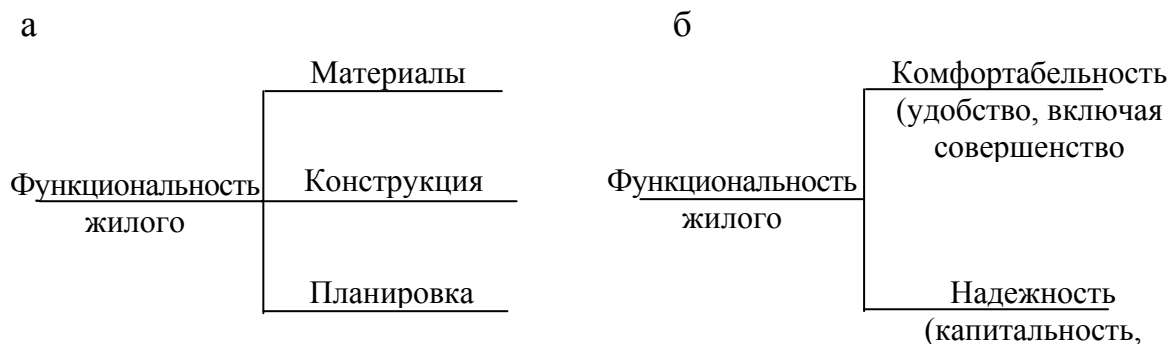 а
Материалы
Функциональность
жилого
Конструкция
Планировка
б
Комфортабельность
(удобство, включая
совершенство
Функциональность
жилого
Надежность
(капитальность,